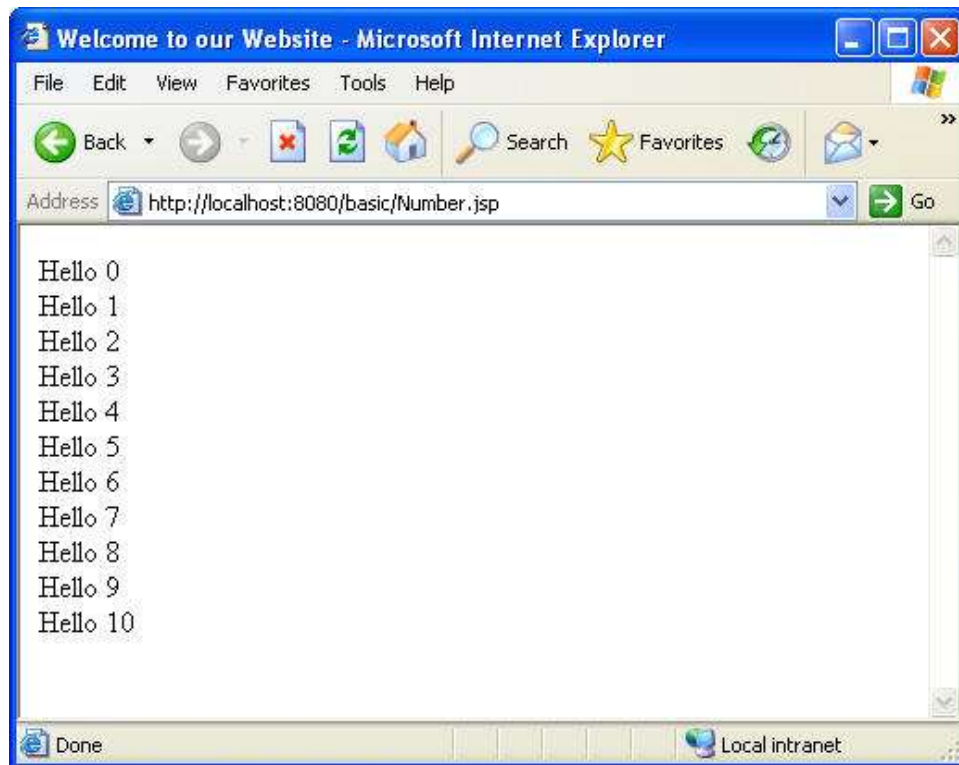 Welcome to our Website - Microsoft Internet Explorer
File Edit View Favorites Tools Help
Back Search Favorites »
Address http://localhost:8080/basic/Number.jsp Go
Hello 0
Hello 1
Hello 2
Hello 3
Hello 4
Hello 5
Hello 6
Hello 7
Hello 8
Hello 9
Hello 10
Done Local intranet